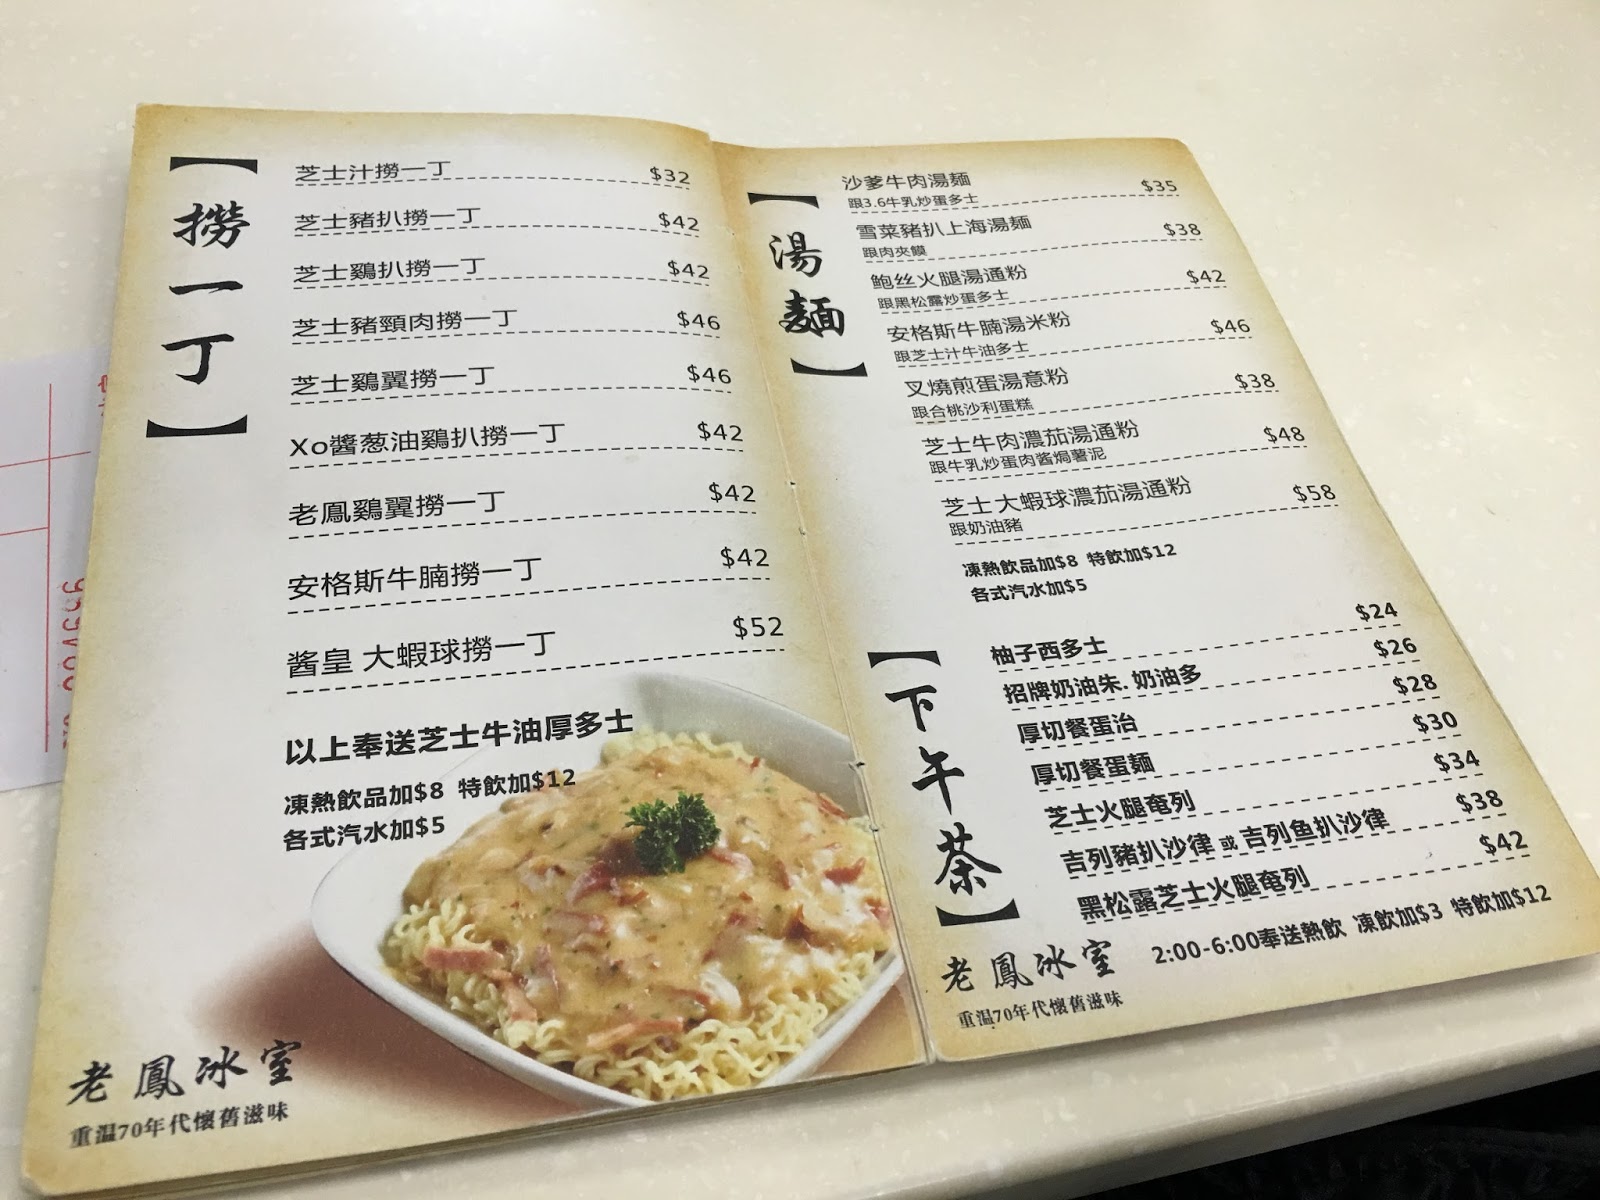 【撈一丁】
芝士汁撈一丁 $32
芝士豬扒撈一丁 $42
芝士鷄扒撈一丁 $42
芝士豬頸肉撈一丁 $46
芝士鷄翼撈一丁 $46
Xo醬葱油鷄扒撈一丁 $42
老鳳鷄翼撈一丁 $42
安格斯牛腩撈一丁 $42
酱皇 大蝦球撈一丁 $52
以上奉送芝士牛油厚多士
凍熱飲品加$8 特飲加$12
各式汽水加$5
老鳳冰室
重温70年代懷舊滋味
【湯麵】
沙爹牛肉湯麵 $35
跟3.6牛乳炒蛋多士
雪菜豬扒上海湯麵 $38
跟肉夾饃
鮑丝火腿湯通粉 $42
跟黑松露炒蛋多士
安格斯牛腩湯米粉 $46
跟芝士汁牛油多士
叉燒煎蛋湯意粉 $38
跟合桃沙利蛋糕
芝士牛肉濃茄湯通粉 $48
跟牛乳炒蛋肉酱焗薯泥
芝士大蝦球濃茄湯通粉 $58
跟奶油豬
凍熱飲品加$8 特飲加$12
各式汽水加$5
【下午茶】
柚子西多士 $24
招牌奶油朱.奶油多 $26
厚切餐蛋治 $28
厚切餐蛋麵 $30
芝士火腿奄列 $34
吉列豬扒沙律 或 吉列鱼扒沙律 $38
黑松露芝士火腿奄列 $42
2:00-6:00奉送熱飲 凍飲加$3 特飲加$12
老鳳冰室
重温70年代懷舊滋味